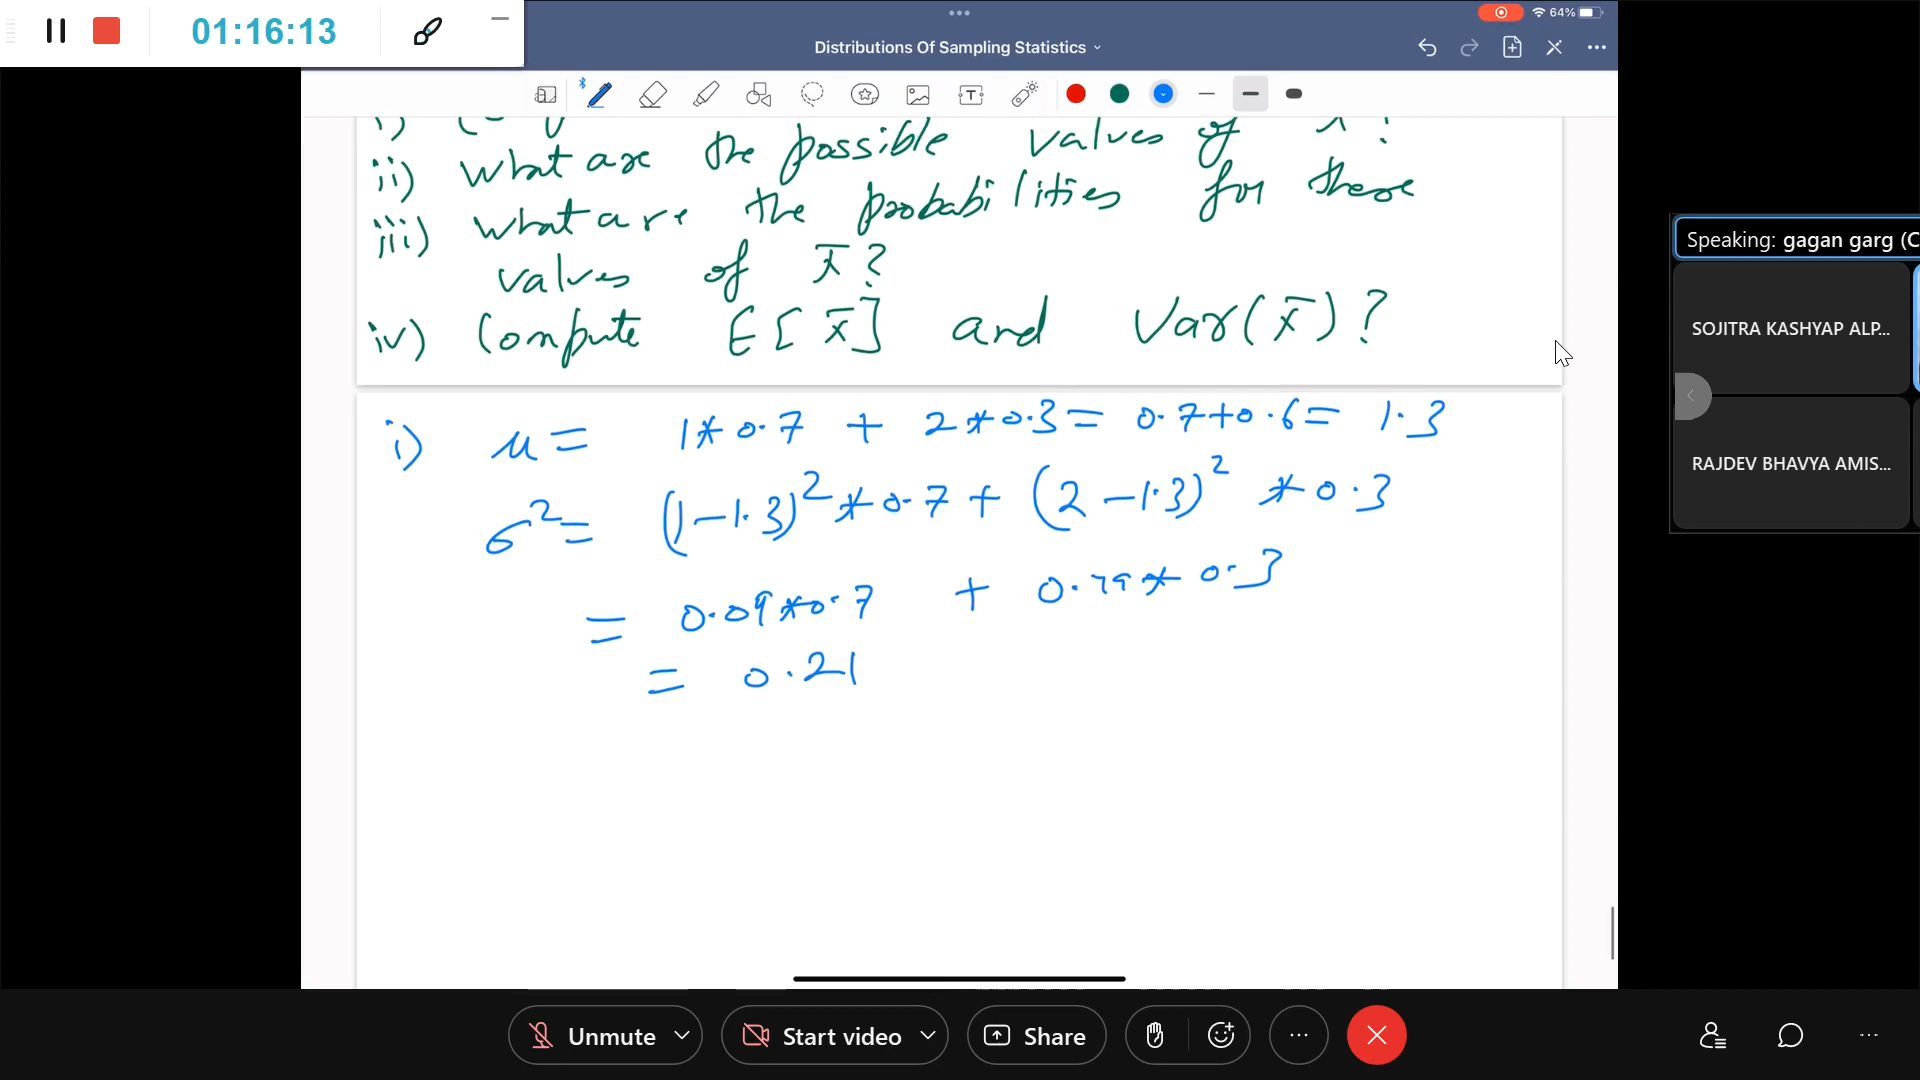 01:16:13
64%
Distributions Of Sampling Statistics
ii) What are the possible values of x̄ ?
iii) What are the probabilities for these
values of x̄ ?
iv) Compute E[x̄] and Var(x̄) ?
i) μ = 1*0.7 + 2*0.3 = 0.7+0.6 = 1.3
σ² = (1-1.3)²*0.7 + (2-1.3)² *0.3
= 0.09*0.7 + 0.49*0.3
= 0.21
Speaking: gagan garg (C
SOJITRA KASHYAP ALP...
RAJDEV BHAVYA AMIS...
Unmute
Start video
Share